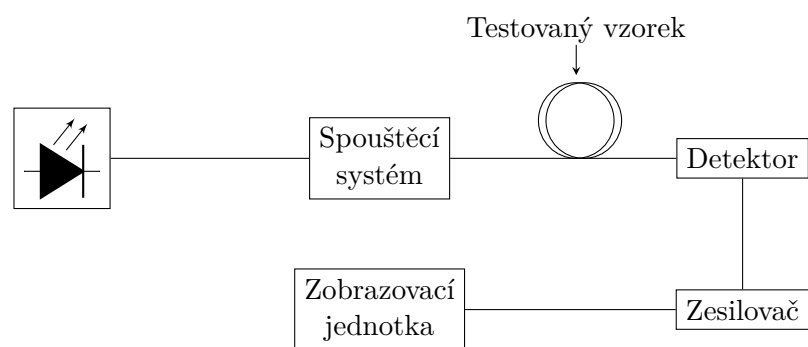 Testovaný vzorek
Spouštěcí
systém
Detektor
Zobrazovací
jednotka
Zesilovač